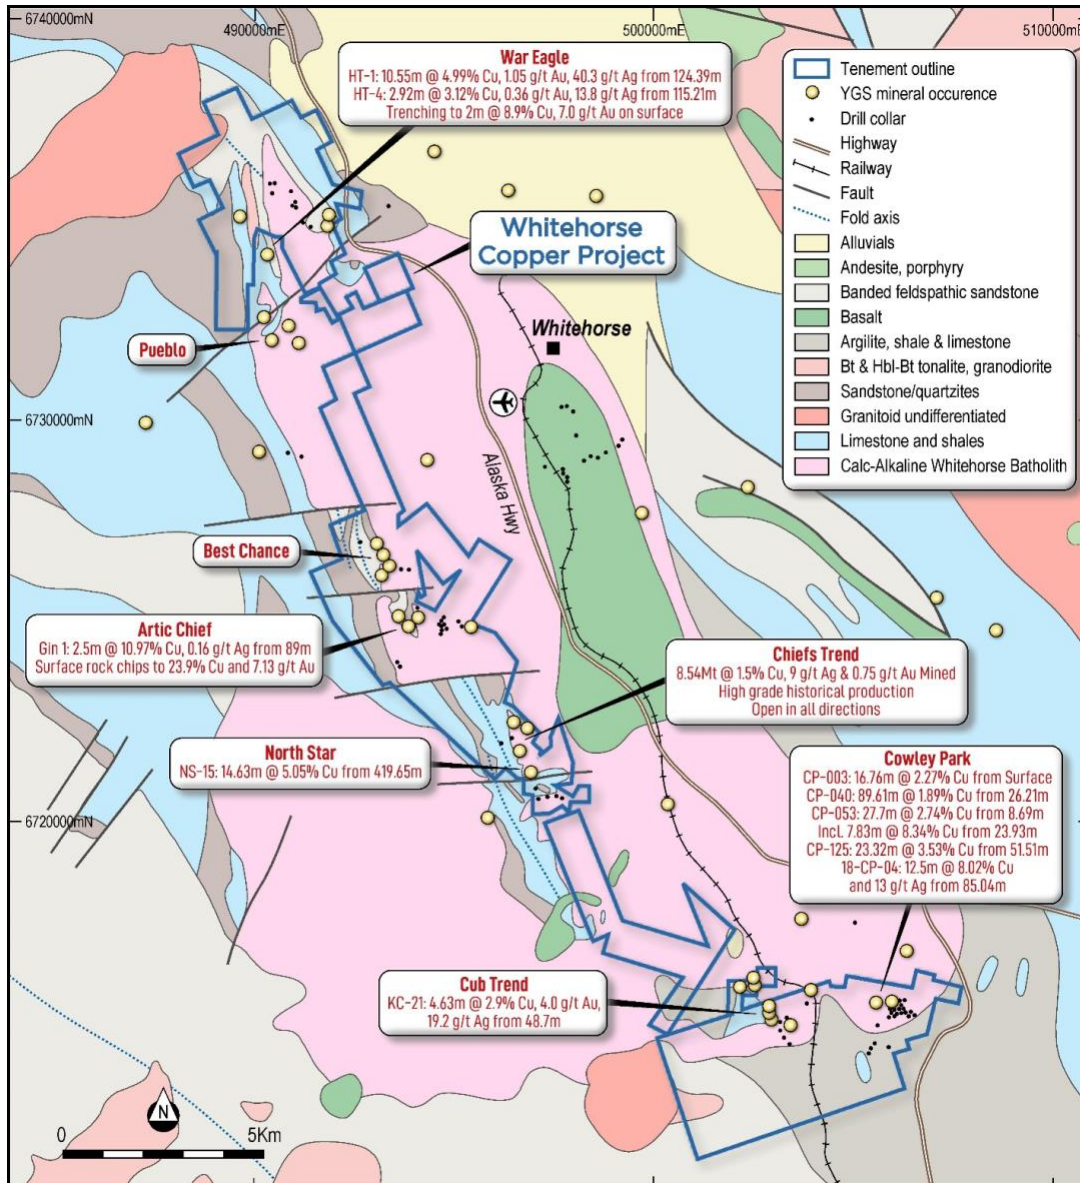 490000mE
500000mE
510000mE
6740000mN
6730000mN
6720000mN
War Eagle
HT-1: 10.55m @ 4.99% Cu, 1.05 g/t Au, 40.3 g/t Ag from 124.39m
HT-4: 2.92m @ 3.12% Cu, 0.36 g/t Au, 13.8 g/t Ag from 115.21m
Trenching to 2m @ 8.9% Cu, 7.0 g/t Au on surface
Tenement outline
YGS mineral occurence
Drill collar
Highway
Railway
Fault
Fold axis
Alluvials
Andesite, porphyry
Banded feldspathic sandstone
Basalt
Argilite, shale & limestone
Bt & Hbl-Bt tonalite, granodiorite
Sandstone/quartzites
Granitoid undifferentiated
Limestone and shales
Calc-Alkaline Whitehorse Batholith
Whitehorse
Copper Project
Whitehorse
Pueblo
Alaska Hwy
Best Chance
Artic Chief
Gin 1: 2.5m @ 10.97% Cu, 0.16 g/t Ag from 89m
Surface rock chips to 23.9% Cu and 7.13 g/t Au
Chiefs Trend
8.54Mt @ 1.5% Cu, 9 g/t Ag & 0.75 g/t Au Mined
High grade historical production
Open in all directions
North Star
NS-15: 14.63m @ 5.05% Cu from 419.65m
Cowley Park
CP-003: 16.76m @ 2.27% Cu from Surface
CP-040: 89.61m @ 1.89% Cu from 26.21m
CP-053: 27.7m @ 2.74% Cu from 8.69m
Incl. 7.83m @ 8.34% Cu from 23.93m
CP-125: 23.32m @ 3.53% Cu from 51.51m
18-CP-04: 12.5m @ 8.02% Cu
and 13 g/t Ag from 85.04m
Cub Trend
KC-21: 4.63m @ 2.9% Cu, 4.0 g/t Au,
19.2 g/t Ag from 48.7m
N
0
5Km